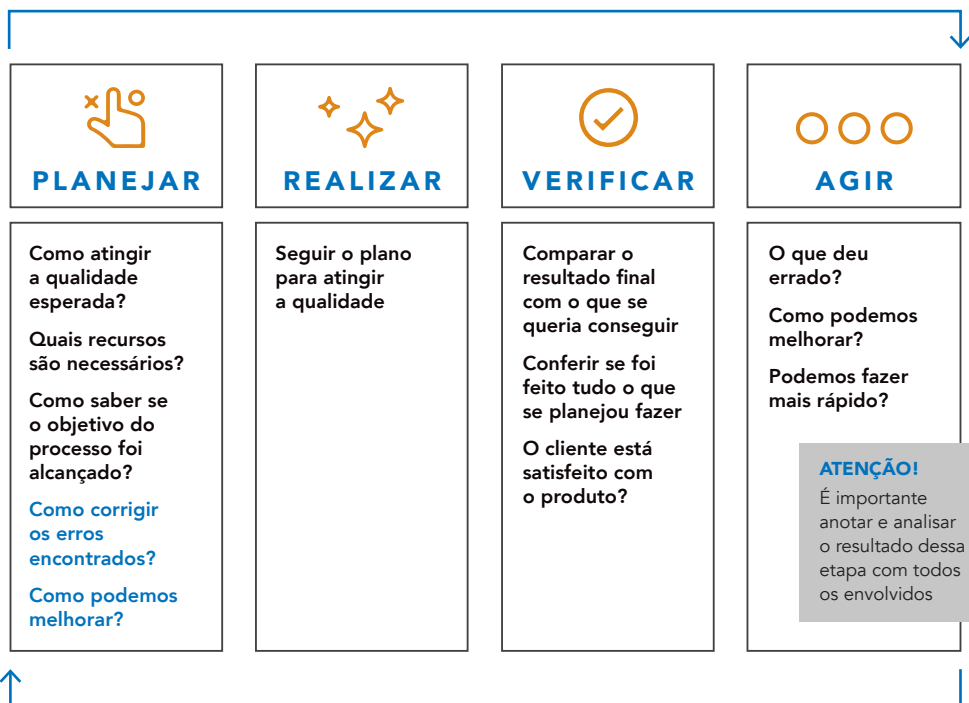 PLANEJAR
Como atingir
a qualidade
esperada?
Quais recursos
são necessários?
Como saber se
o objetivo do
processo foi
alcançado?
Como corrigir
os erros
encontrados?
Como podemos
melhorar?
REALIZAR
Seguir o plano
para atingir
a qualidade
VERIFICAR
Comparar o
resultado final
com o que se
queria conseguir
Conferir se foi
feito tudo o que
se planejou fazer
O cliente está
satisfeito com
o produto?
AGIR
O que deu
errado?
Como podemos
melhorar?
Podemos fazer
mais rápido?
ATENÇÃO!
É importante
anotar e analisar
o resultado dessa
etapa com todos
os envolvidos